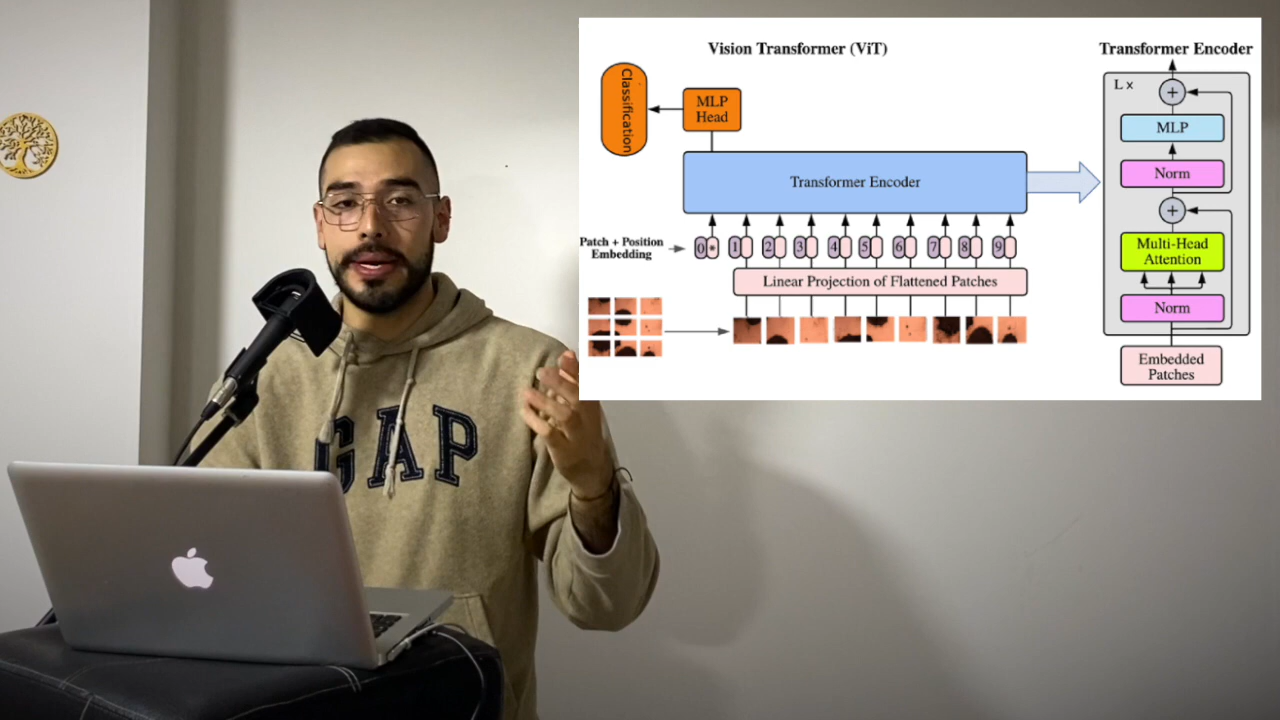 Vision Transformer (ViT)
Classification
MLP
Head
Transformer Encoder
Patch + Position
Embedding
0 * 1 2 3 4 5 6 7 8 9
Linear Projection of Flattened Patches
Transformer Encoder
L ×
+
MLP
Norm
+
Multi-Head
Attention
Norm
Embedded
Patches
GAP